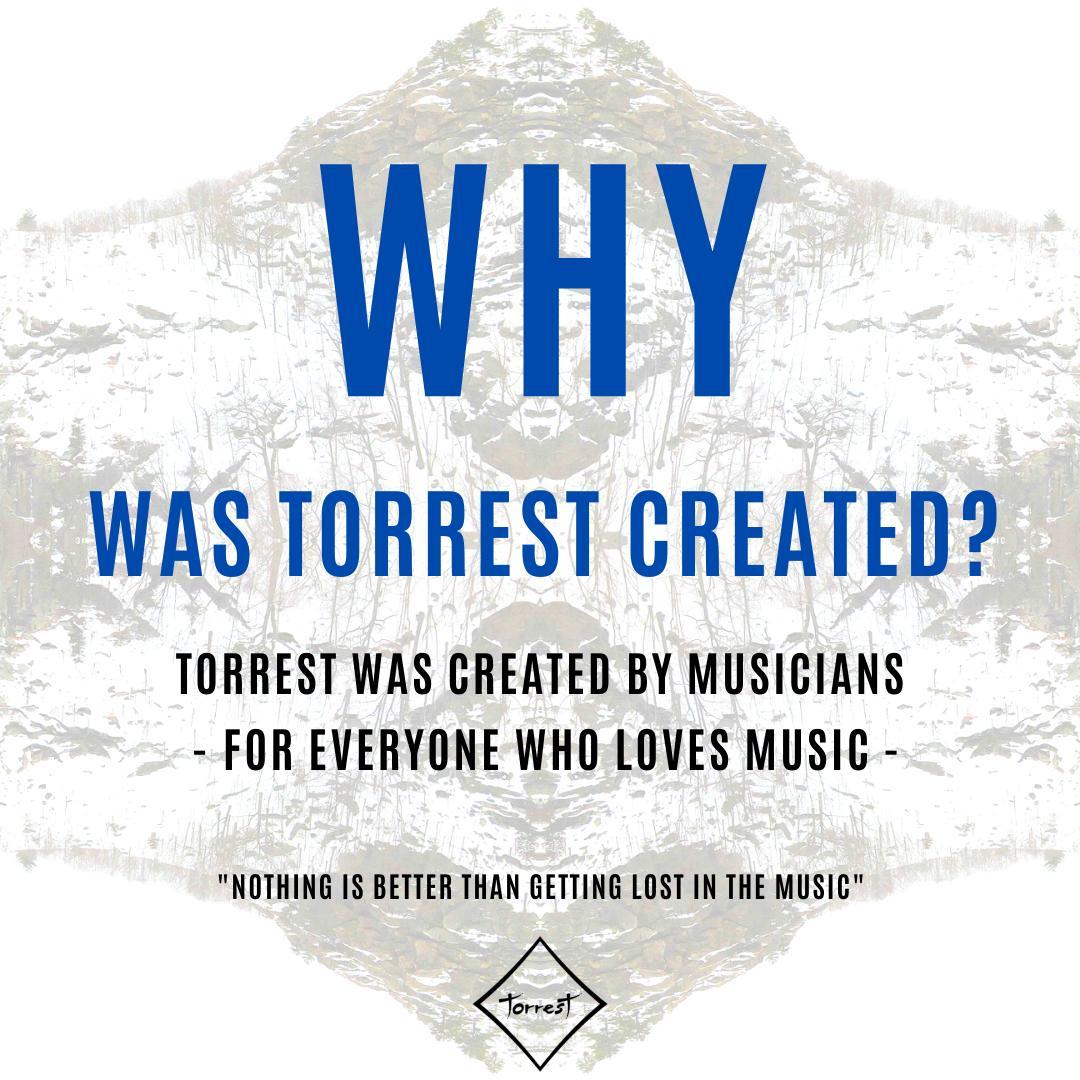 WHY
WAS TORREST CREATED?
TORREST WAS CREATED BY MUSICIANS
- FOR EVERYONE WHO LOVES MUSIC -
"NOTHING IS BETTER THAN GETTING LOST IN THE MUSIC"
Torrest